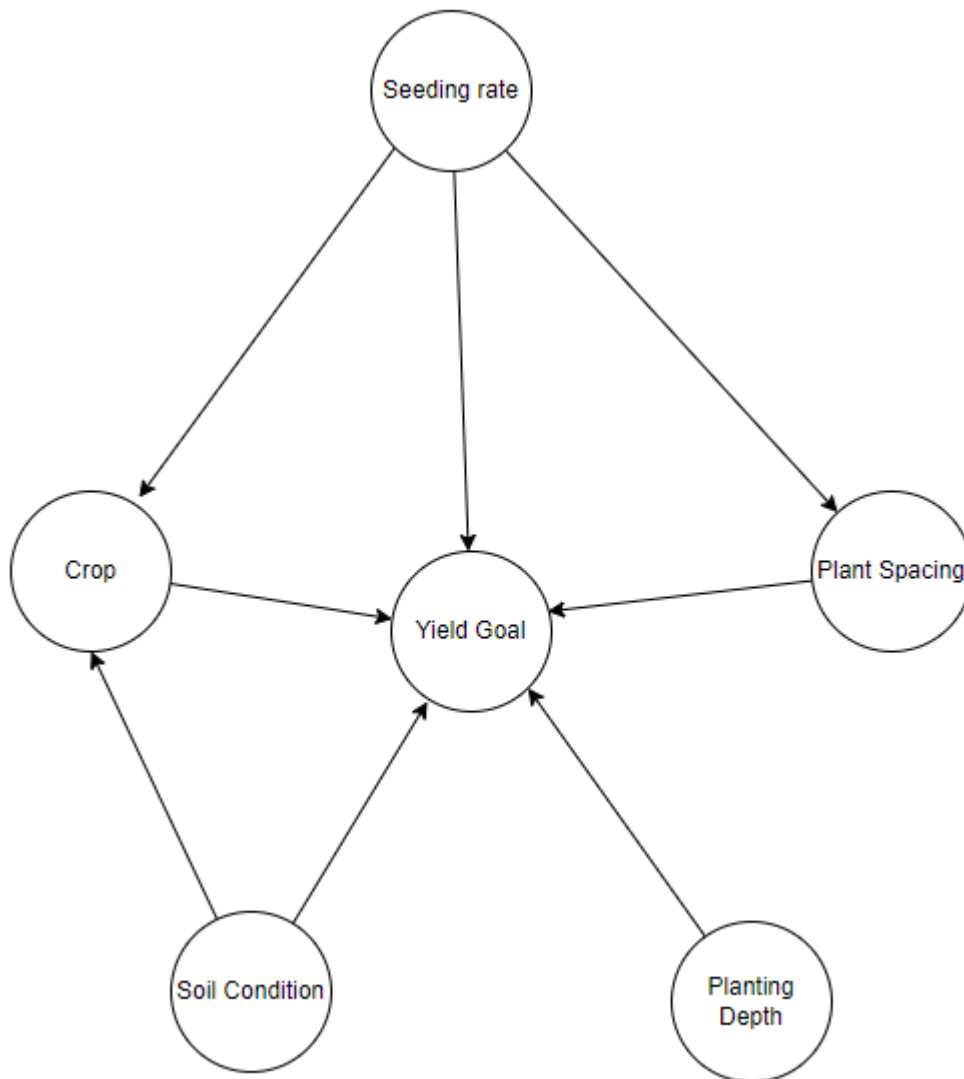 Seeding rate
Crop
Yield Goal
Plant Spacing
Soil Condition
Planting
Depth